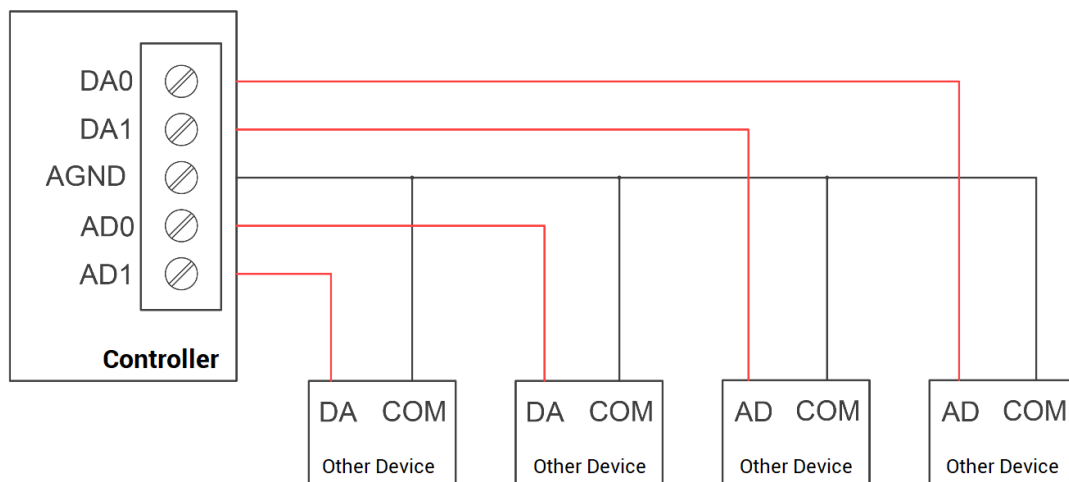 DA0
DA1
AGND
AD0
AD1
Controller
DA COM
Other Device
DA COM
Other Device
AD COM
Other Device
AD COM
Other Device